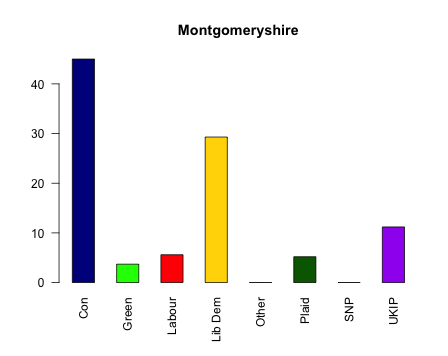 Montgomeryshire
40
30
20
10
0
Con
Green
Labour
Lib Dem
Other
Plaid
SNP
UKIP